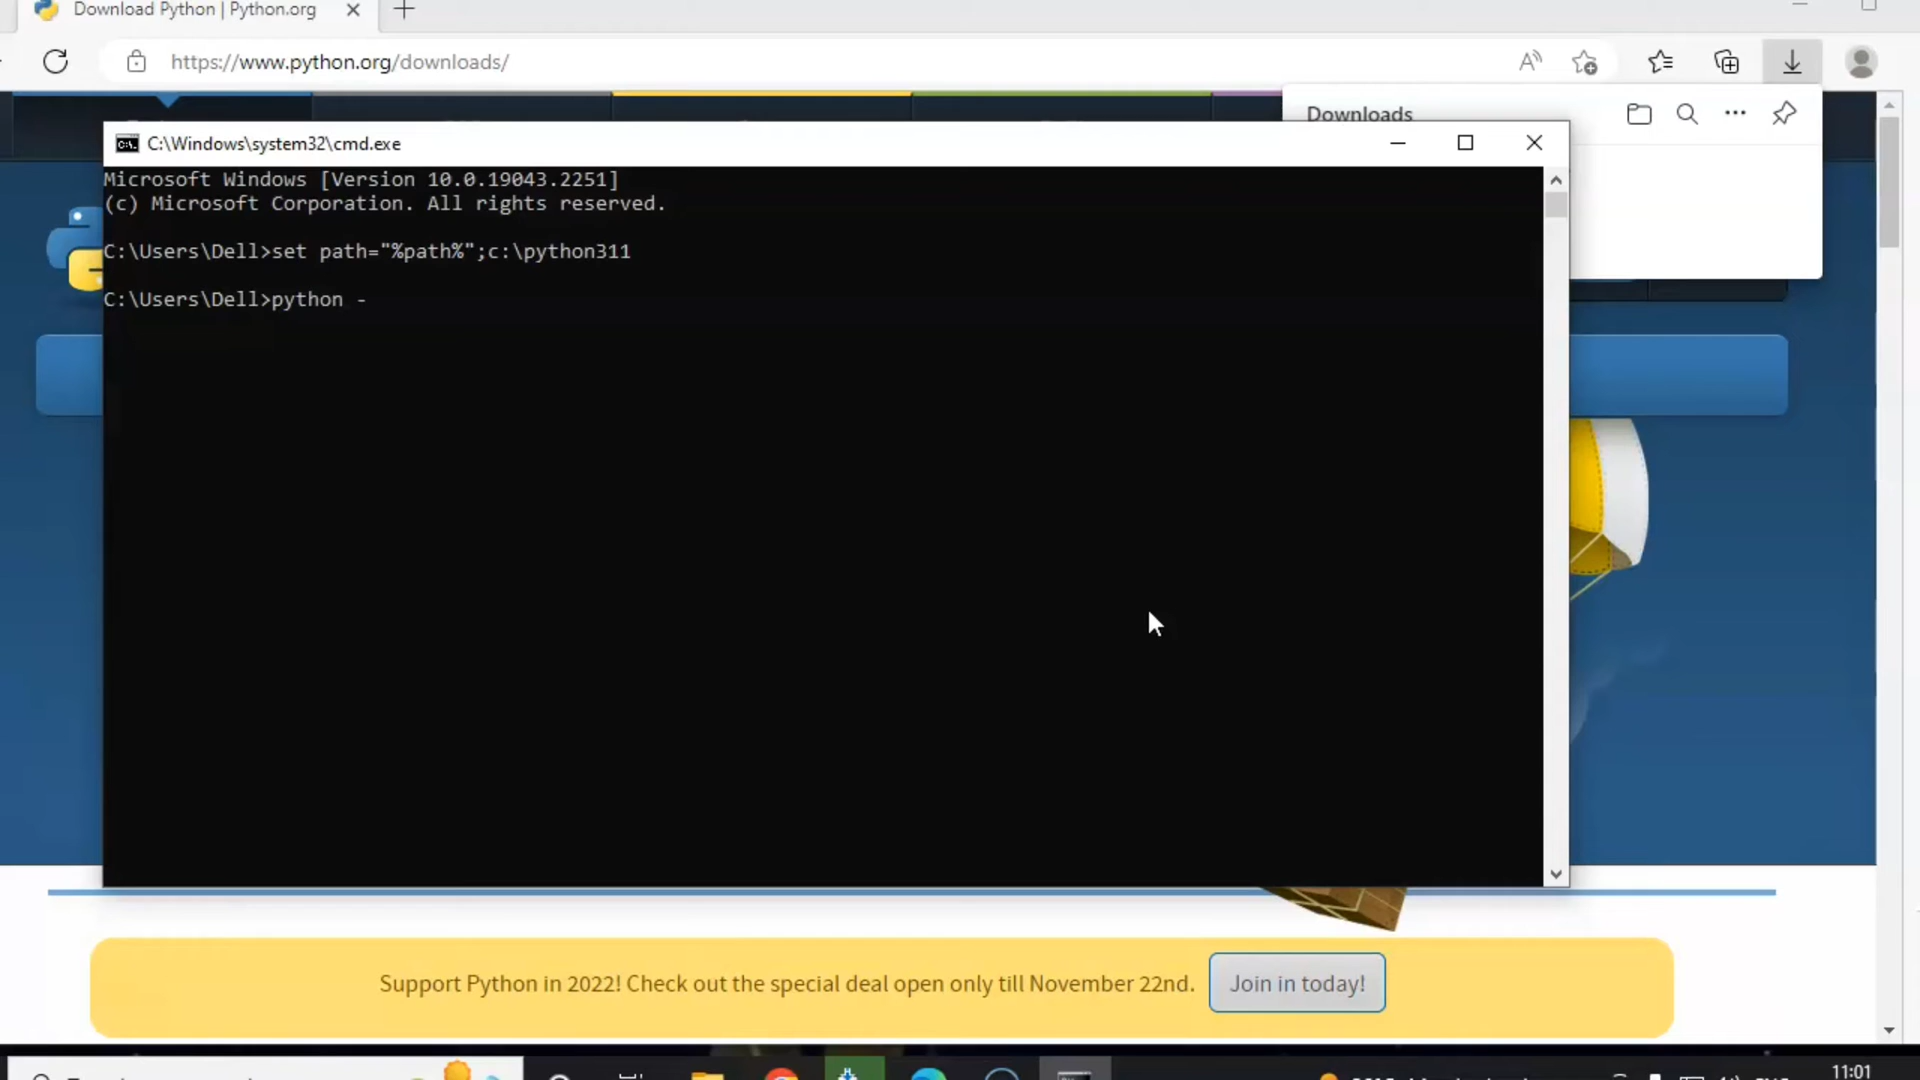 Download Python | Python.org
https://www.python.org/downloads/
Downloads
C:\Windows\system32\cmd.exe
Microsoft Windows [Version 10.0.19043.2251]
(c) Microsoft Corporation. All rights reserved.
C:\Users\Dell>set path="%path%";c:\python311
C:\Users\Dell>python -
Support Python in 2022! Check out the special deal open only till November 22nd.
Join in today!
11:01